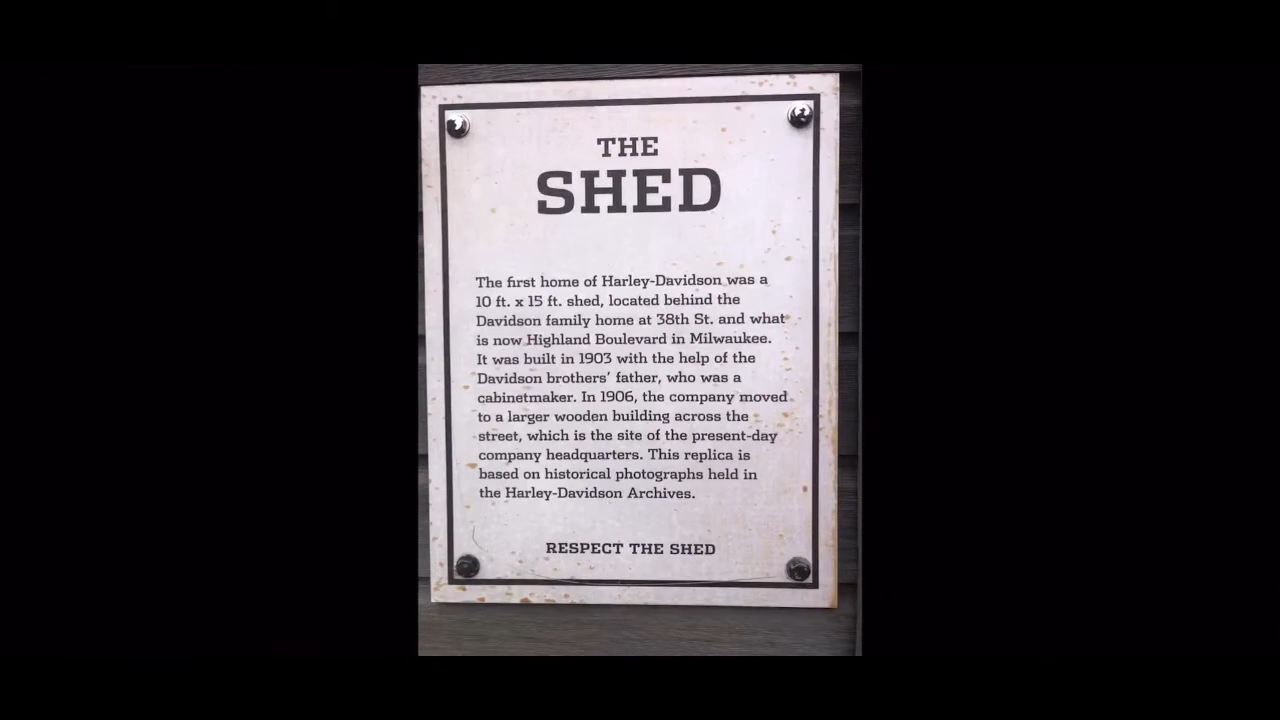 THE
SHED
The first home of Harley-Davidson was a
10 ft. x 15 ft. shed, located behind the
Davidson family home at 38th St. and what
is now Highland Boulevard in Milwaukee.
It was built in 1903 with the help of the
Davidson brothers’ father, who was a
cabinetmaker. In 1906, the company moved
to a larger wooden building across the
street, which is the site of the present-day
company headquarters. This replica is
based on historical photographs held in
the Harley-Davidson Archives.
RESPECT THE SHED